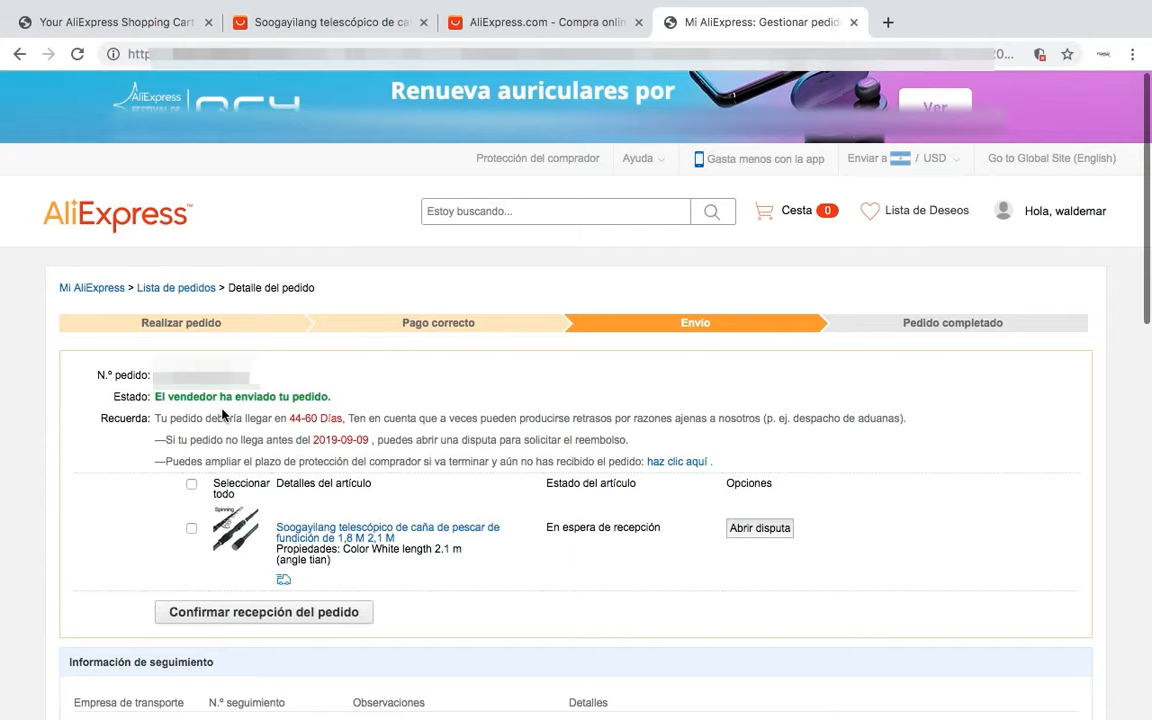 Your AliExpress Shopping Cart
Soogayilang telescópico de ca
AliExpress.com - Compra onlin
Mi AliExpress: Gestionar pedid
http
0...
AliExpress
FESTIVAL DE
Renueva auriculares por
Ver
Protección del comprador
Ayuda
Gasta menos con la app
Enviar a / USD
Go to Global Site (English)
AliExpress™
Estoy buscando...
Cesta 0
Lista de Deseos
Hola, waldemar
Mi AliExpress > Lista de pedidos > Detalle del pedido
Realizar pedido
Pago correcto
Envío
Pedido completado
N.º pedido:
Estado: El vendedor ha enviado tu pedido.
Recuerda: Tu pedido debería llegar en 44-60 Días, Ten en cuenta que a veces pueden producirse retrasos por razones ajenas a nosotros (p. ej. despacho de aduanas).
—Si tu pedido no llega antes del 2019-09-09 , puedes abrir una disputa para solicitar el reembolso.
—Puedes ampliar el plazo de protección del comprador si va terminar y aún no has recibido el pedido: haz clic aquí .
Seleccionar todo
Detalles del artículo
Estado del artículo
Opciones
Spinning
Soogayilang telescópico de caña de pescar de
fundición de 1,8 M 2,1 M
Propiedades: Color White length 2.1 m
(angle tian)
En espera de recepción
Abrir disputa
Confirmar recepción del pedido
Información de seguimiento
Empresa de transporte
N.º seguimiento
Observaciones
Detalles